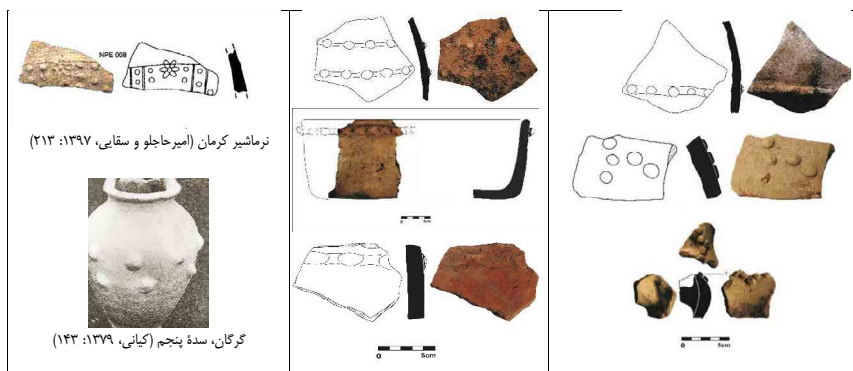 NPE 008
نرماشیر کرمان (امیرحاجلو و سقایی، ۱۳۹۷: ۲۱۳)
گرگان، سدهٔ پنجم (کیانی، ۱۳۷۹: ۱۴۳)
0 5cm
0 5cm